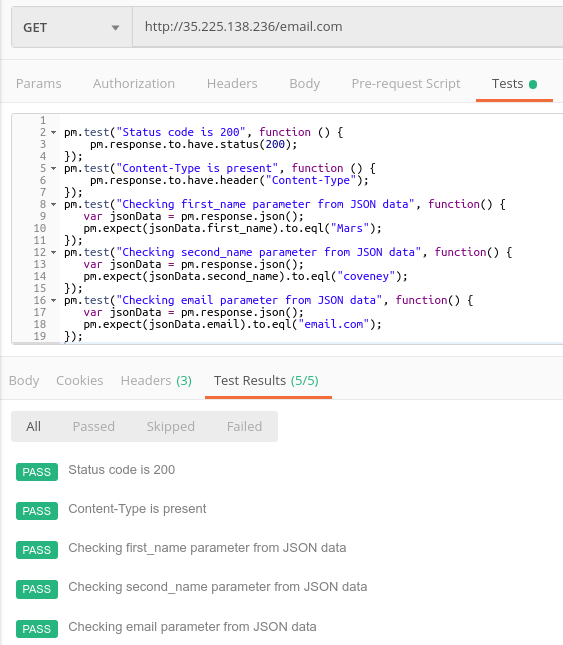 GET http://35.225.138.236/email.com
Params Authorization Headers Body Pre-request Script Tests
1
2 pm.test("Status code is 200", function () {
3 pm.response.to.have.status(200);
4 });
5 pm.test("Content-Type is present", function () {
6 pm.response.to.have.header("Content-Type");
7 });
8 pm.test("Checking first_name parameter from JSON data", function() {
9 var jsonData = pm.response.json();
10 pm.expect(jsonData.first_name).to.eql("Mars");
11 });
12 pm.test("Checking second_name parameter from JSON data", function() {
13 var jsonData = pm.response.json();
14 pm.expect(jsonData.second_name).to.eql("coveney");
15 });
16 pm.test("Checking email parameter from JSON data", function() {
17 var jsonData = pm.response.json();
18 pm.expect(jsonData.email).to.eql("email.com");
19 });
Body Cookies Headers (3) Test Results (5/5)
All Passed Skipped Failed
PASS Status code is 200
PASS Content-Type is present
PASS Checking first_name parameter from JSON data
PASS Checking second_name parameter from JSON data
PASS Checking email parameter from JSON data